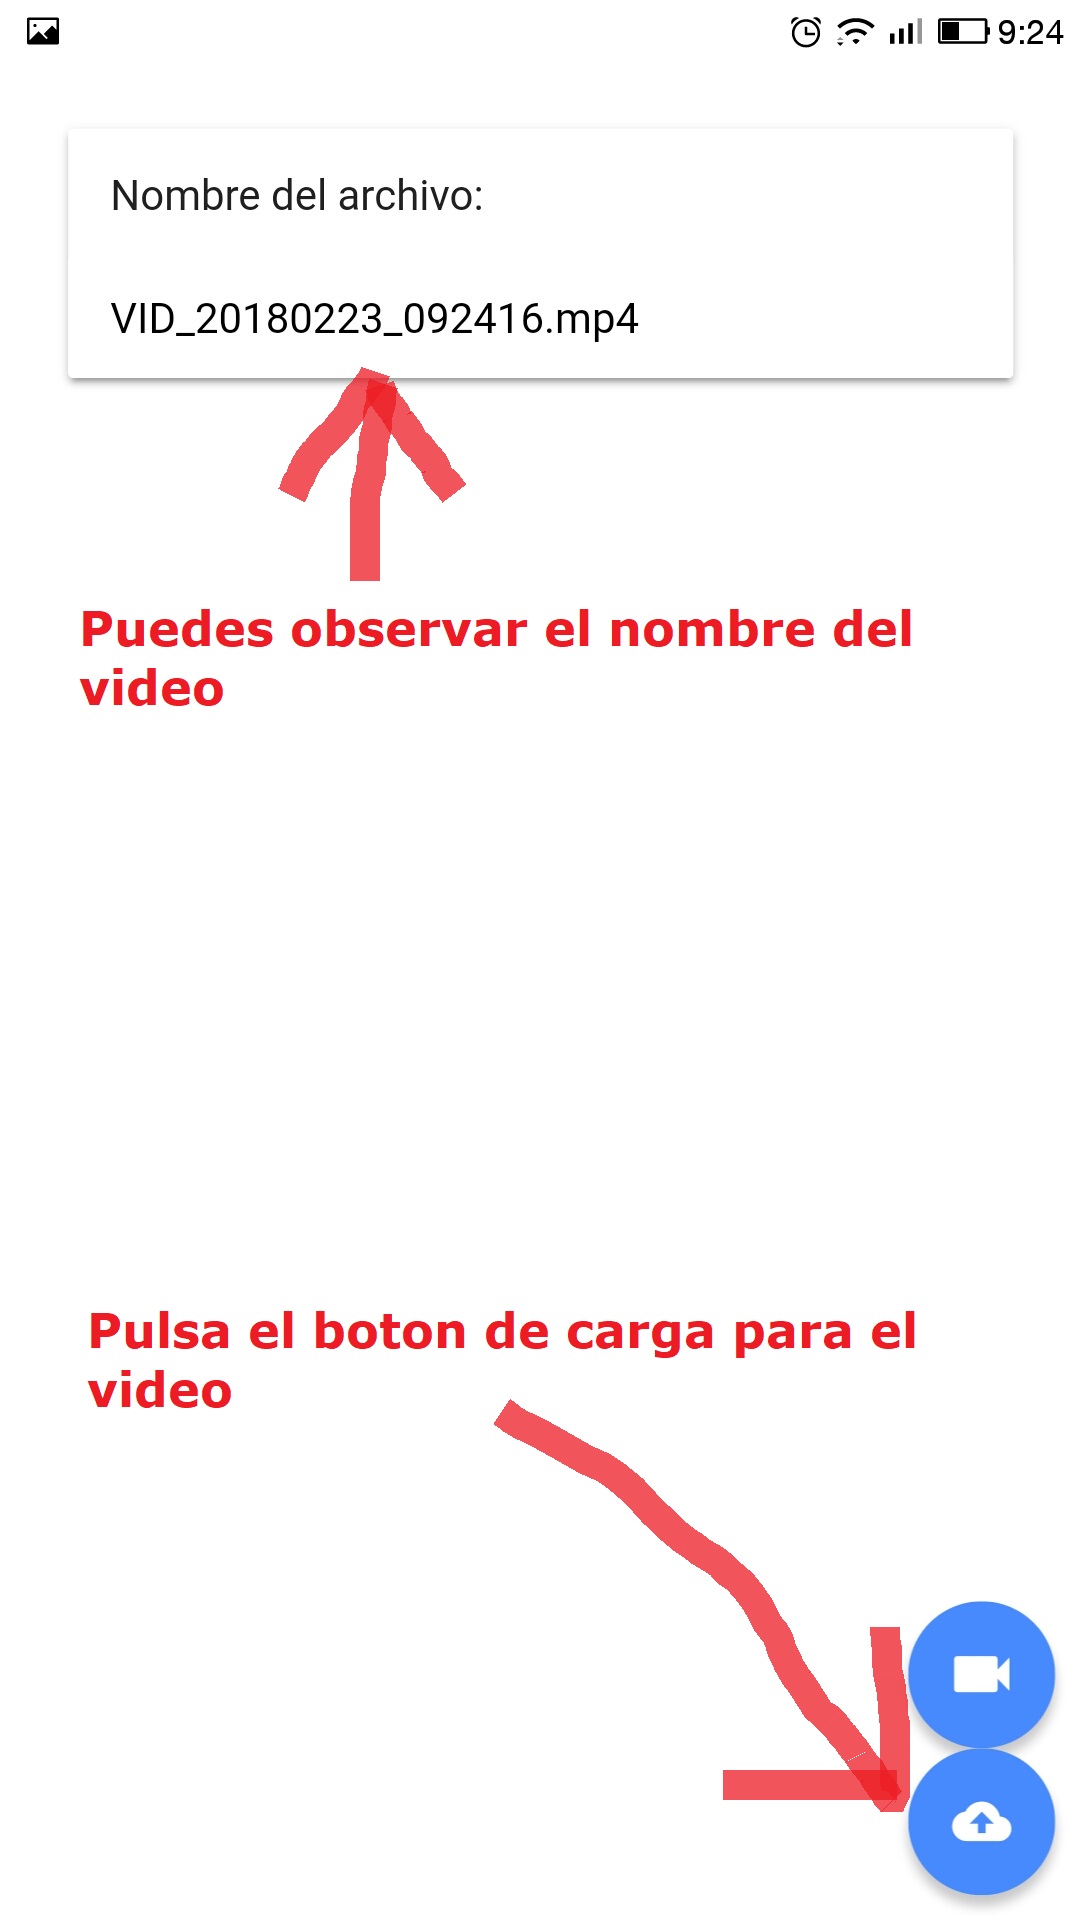 9:24
Nombre del archivo:
VID_20180223_092416.mp4
Puedes observar el nombre del
video
Pulsa el boton de carga para el
video